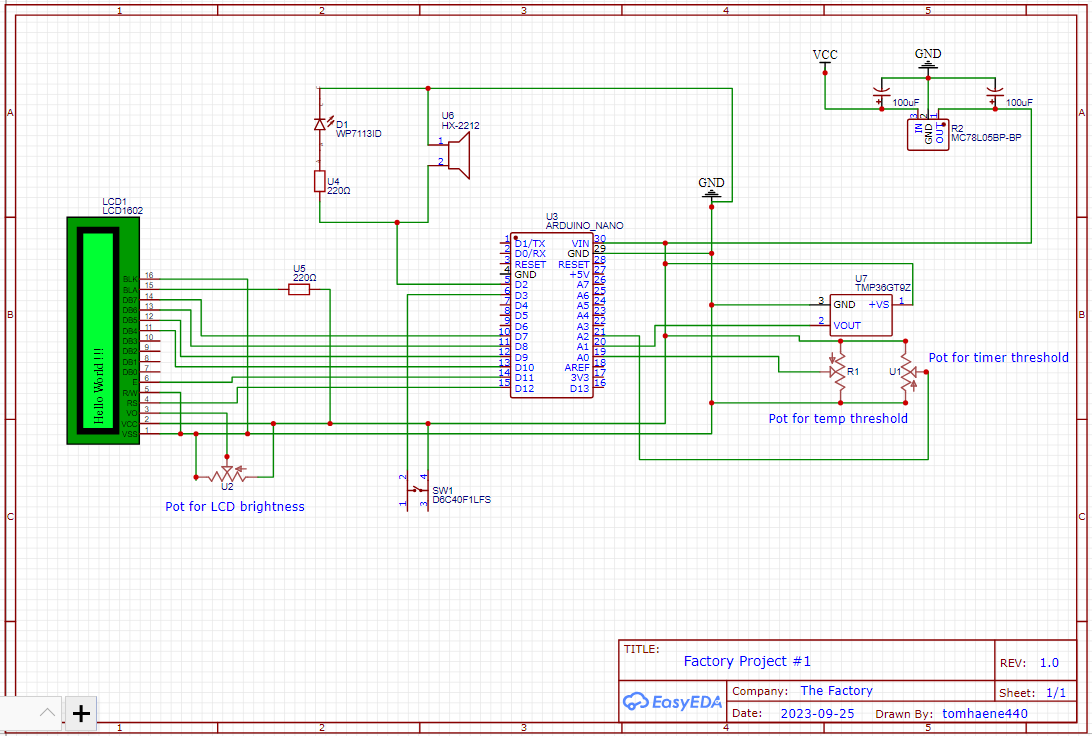 1 2 3 4 5
A
B
C
VCC
GND
100uF
100uF
3 IN
2 GND
1 OUT
R2
MC78L05BP-BP
D1
WP7113ID
U4
220Ω
U6
HX-2212
1
2
GND
LCD1
LCD1602
Hello World !!!
BLK 16
BLA 15
DB7 14
DB6 13
DB5 12
DB4 11
DB3 10
DB2 9
DB1 8
DB0 7
E 6
R/W 5
RS 4
VO 3
VCC 2
VSS 1
U5
220Ω
U3
ARDUINO_NANO
1 D1/TX VIN 30
2 D0/RX GND 29
3 RESET RESET 28
4 GND +5V 27
5 D2 A7 26
6 D3 A6 25
7 D4 A5 24
8 D5 A4 23
9 D6 A3 22
10 D7 A2 21
11 D8 A1 20
12 D9 A0 19
13 D10 AREF 18
14 D11 3V3 17
15 D12 D13 16
U7
TMP36GT9Z
3 GND +VS 1
2 VOUT
R1
U1
Pot for timer threshold
Pot for temp threshold
U2
Pot for LCD brightness
2 4
1 3
SW1
D6C40F1LFS
A
B
C
TITLE:
Factory Project #1
REV: 1.0
EasyEDA
Company: The Factory
Sheet: 1/1
Date: 2023-09-25 Drawn By: tomhaene440
1 2 3 4 5